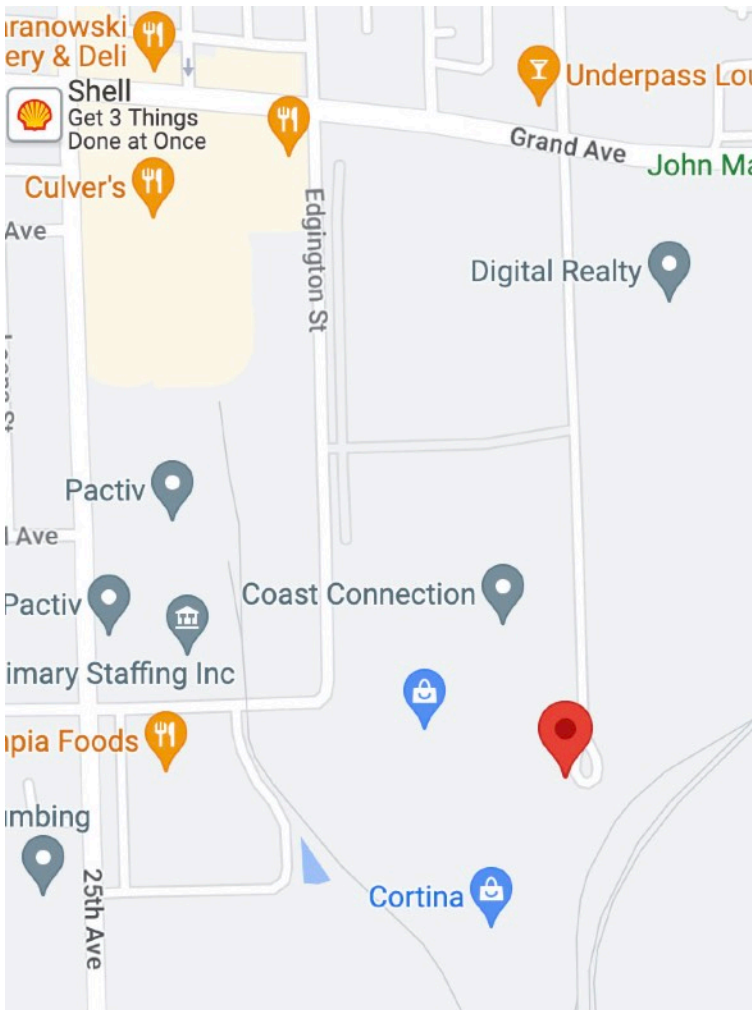 ranowski
ery & Deli
Shell
Get 3 Things
Done at Once
Underpass Lou
Grand Ave
John Ma
Culver's
Ave
Edgington St
Digital Realty
Pactiv
Ave
Pactiv
Coast Connection
imary Staffing Inc
pia Foods
umbing
25th Ave
Cortina